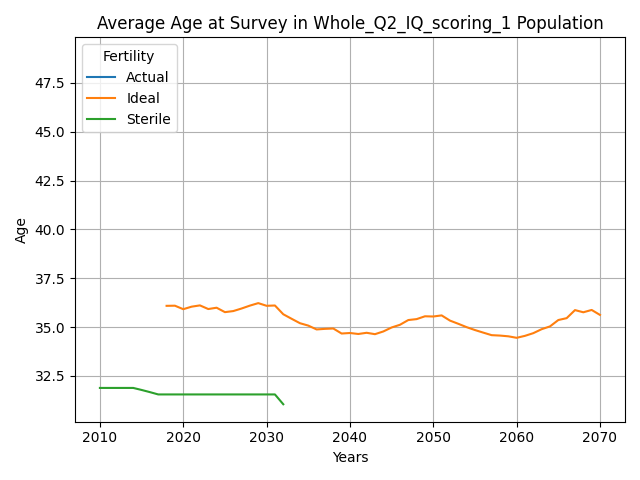 Average Age at Survey in Whole_Q2_IQ_scoring_1 Population
Fertility
Actual
Ideal
Sterile
47.5
45.0
42.5
40.0
37.5
35.0
32.5
Age
2010 2020 2030 2040 2050 2060 2070
Years